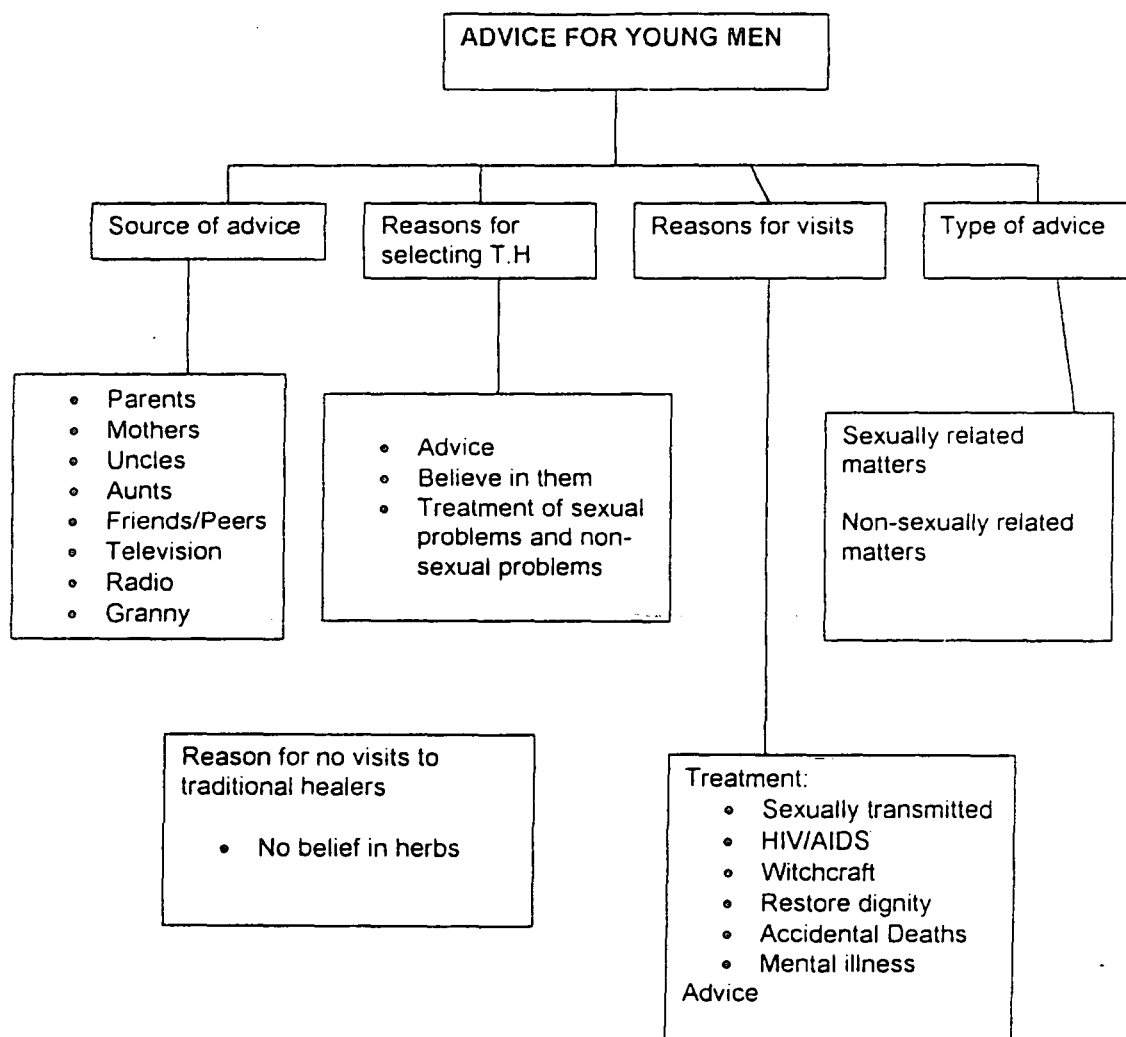 ADVICE FOR YOUNG MEN
Source of advice
Reasons for
selecting T.H
Reasons for visits
Type of advice
• Parents
• Mothers
• Uncles
• Aunts
• Friends/Peers
• Television
• Radio
• Granny
• Advice
• Believe in them
• Treatment of sexual
problems and non-
sexual problems
Sexually related
matters
Non-sexually related
matters
Reason for no visits to
traditional healers
• No belief in herbs
Treatment:
• Sexually transmitted
• HIV/AIDS
• Witchcraft
• Restore dignity
• Accidental Deaths
• Mental illness
Advice